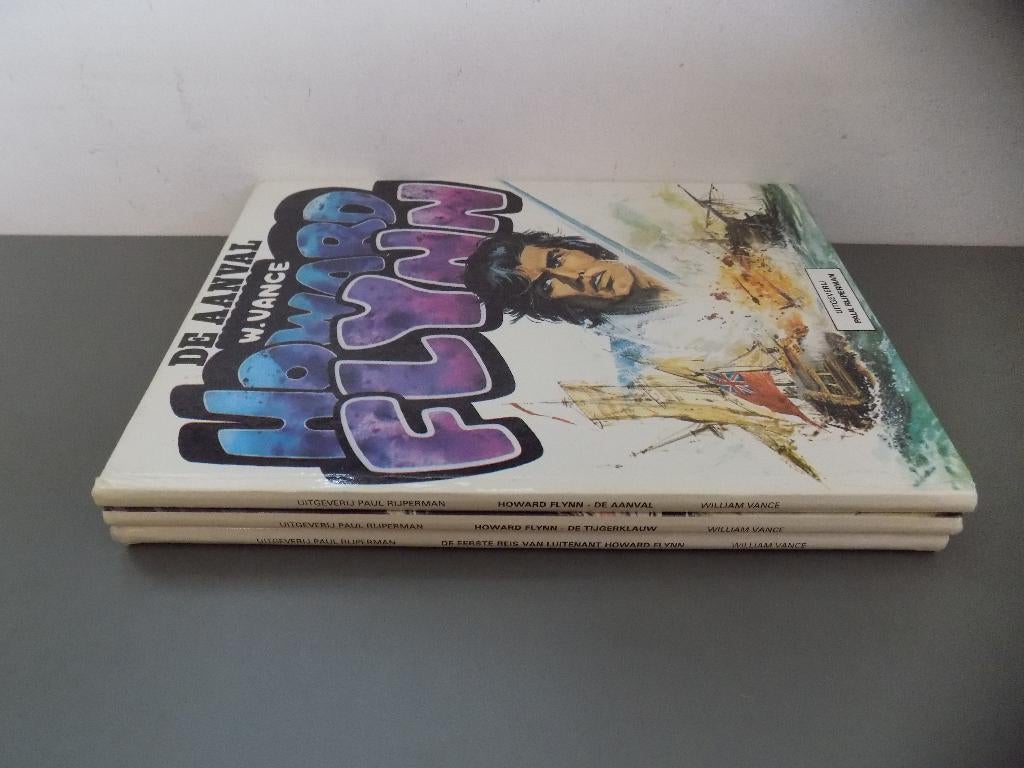 DE AANVAL
W. VANCE
HOWARD
FLYNN
UITGEVERIJ
PAUL RIJPERMAN
UITGEVERIJ PAUL RIJPERMAN HOWARD FLYNN - DE AANVAL WILLIAM VANCE
UITGEVERIJ PAUL RIJPERMAN HOWARD FLYNN - DE TIJGERKLAUW WILLIAM VANCE
UITGEVERIJ PAUL RIJPERMAN DE EERSTE REIS VAN LUITENANT HOWARD FLYNN WILLIAM VANCE